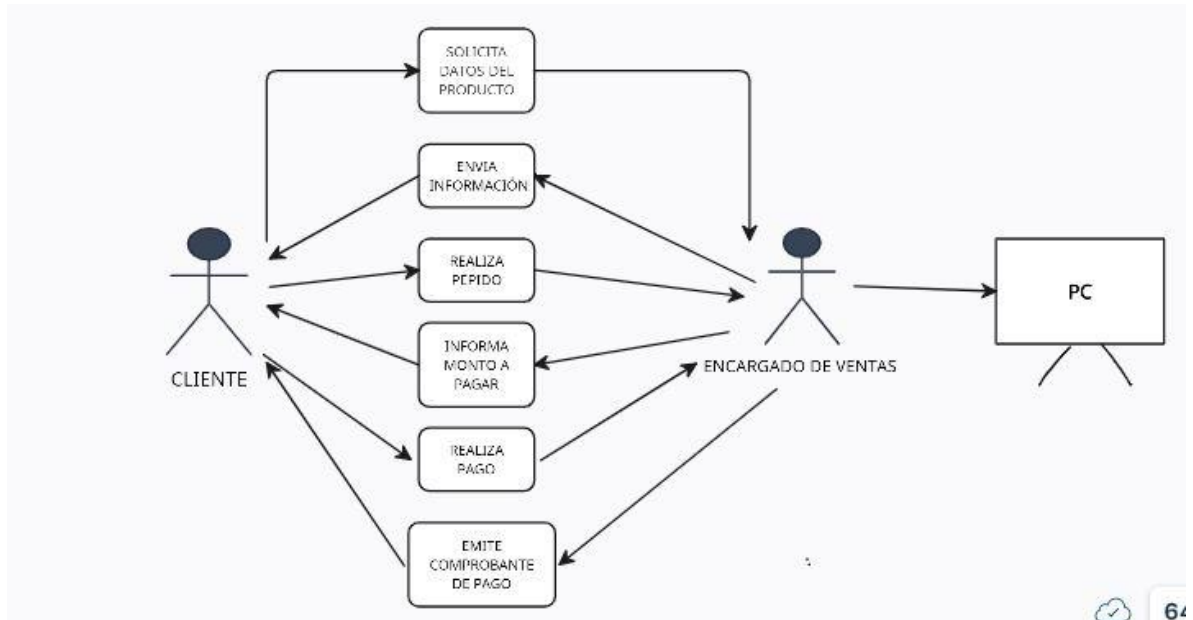 SOLICITA
DATOS DEL
PRODUCTO
ENVIA
INFORMACIÓN
REALIZA
PEPIDO
INFORMA
MONTO A
PAGAR
REALIZA
PAGO
EMITE
COMPROBANTE
DE PAGO
CLIENTE
ENCARGADO DE VENTAS
PC
64